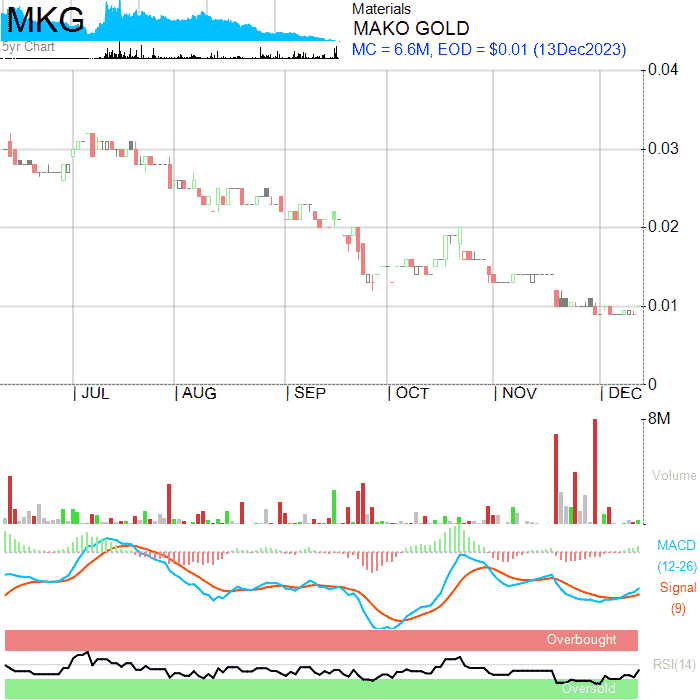 MKG
5yr Chart
Materials
MAKO GOLD
MC = 6.6M, EOD = $0.01 (13Dec2023)
0.04
0.03
0.02
0.01
0
| JUL | AUG | SEP | OCT | NOV | DEC
8M
Volume
MACD
(12-26)
Signal
(9)
Overbought
RSI(14)
Oversold